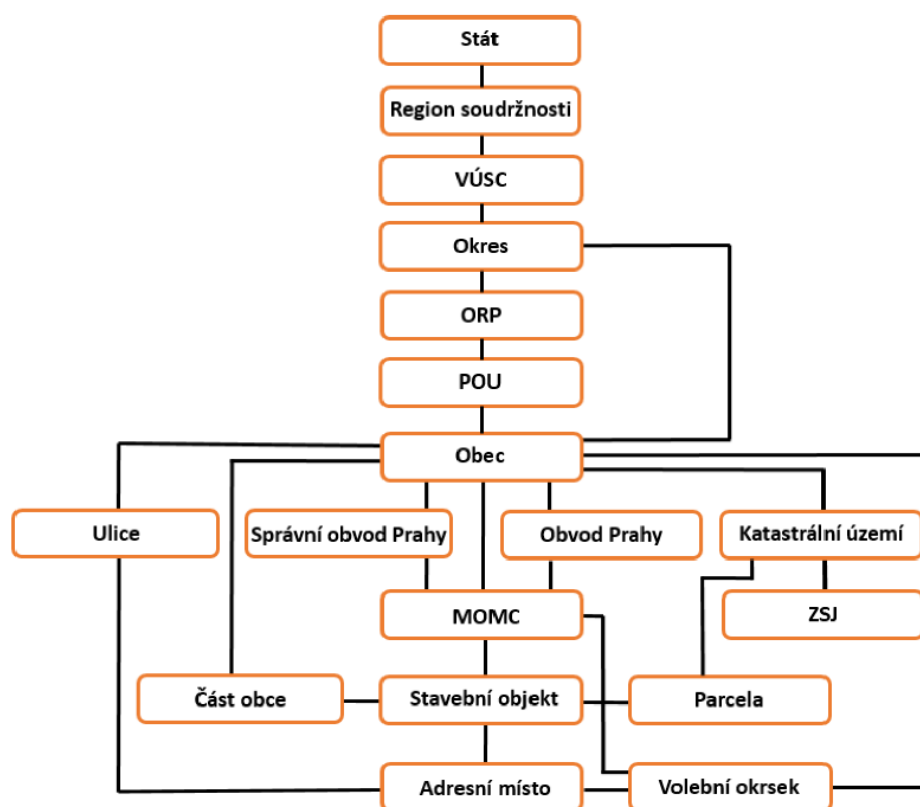 Stát
Region soudržnosti
VÚSC
Okres
ORP
POU
Obec
Ulice
Správní obvod Prahy
Obvod Prahy
Katastrální území
MOMC
ZSJ
Část obce
Stavební objekt
Parcela
Adresní místo
Volební okrsek